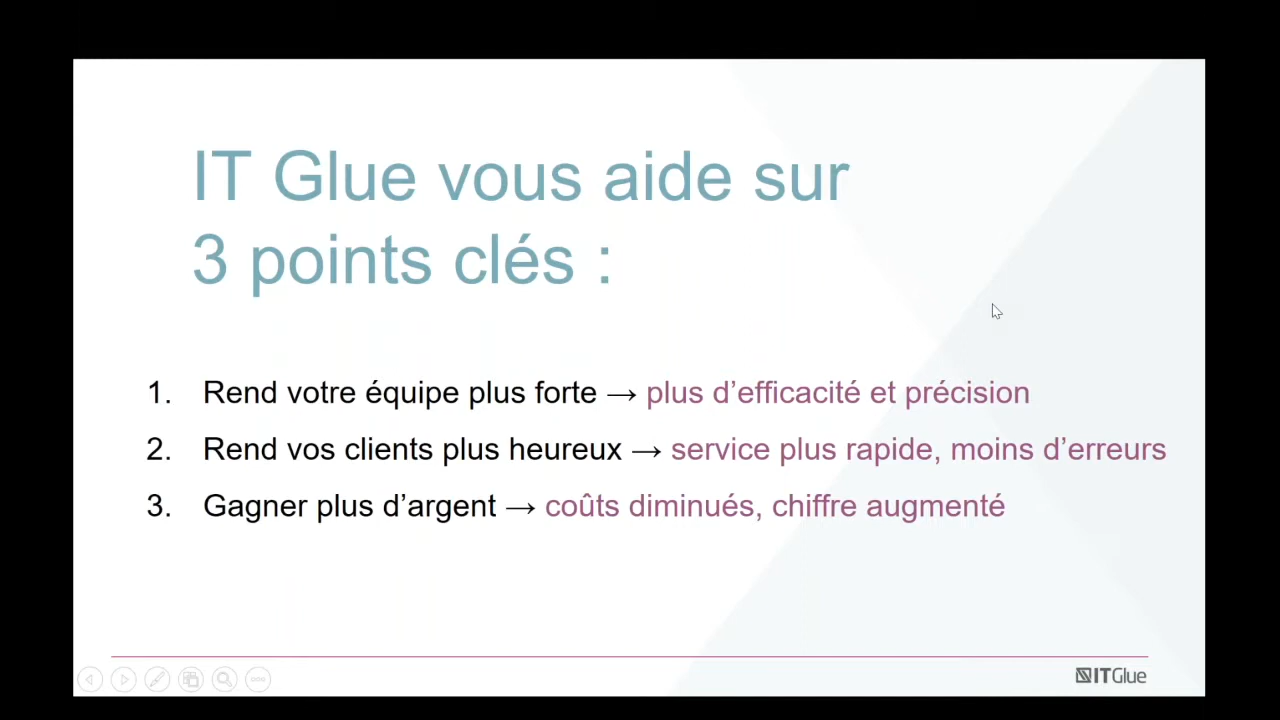 IT Glue vous aide sur
3 points clés :
1. Rend votre équipe plus forte → plus d’efficacité et précision
2. Rend vos clients plus heureux → service plus rapide, moins d’erreurs
3. Gagner plus d’argent → coûts diminués, chiffre augmenté
ITGlue